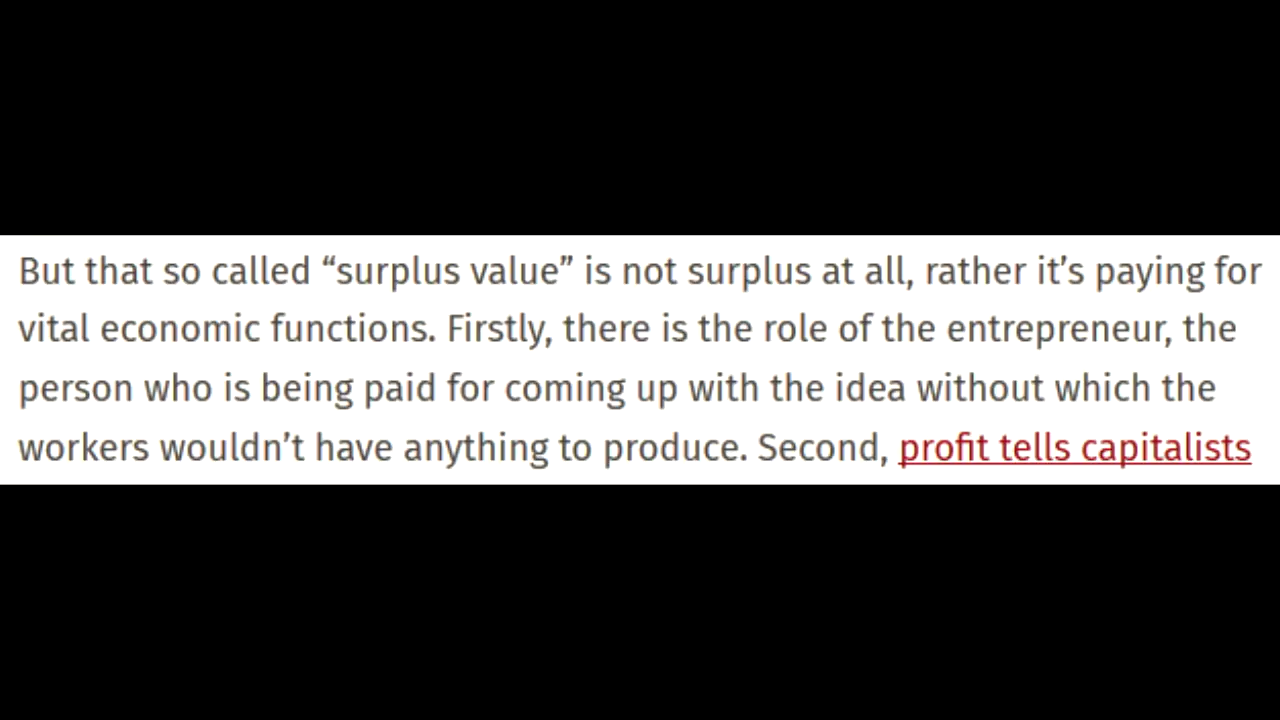 But that so called “surplus value” is not surplus at all, rather it’s paying for
vital economic functions. Firstly, there is the role of the entrepreneur, the
person who is being paid for coming up with the idea without which the
workers wouldn’t have anything to produce. Second, profit tells capitalists